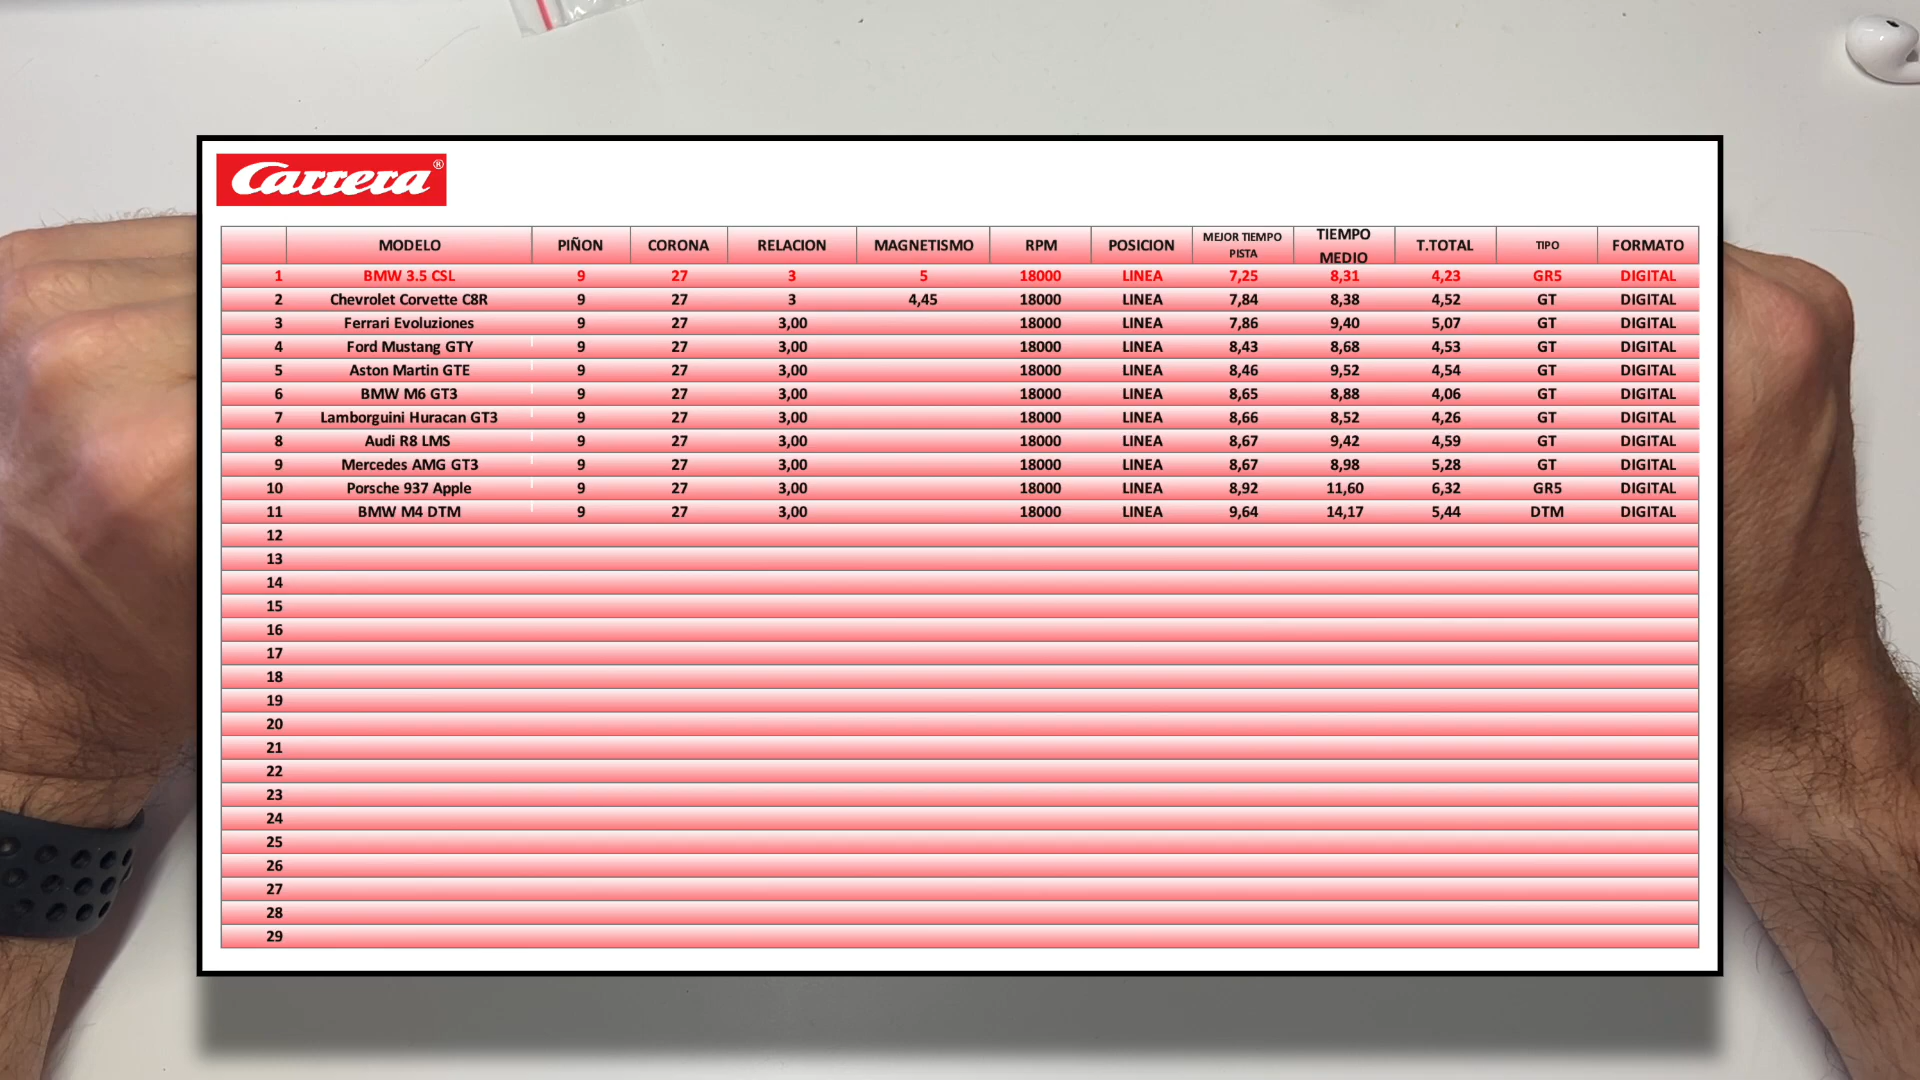 Carrera®
MODELO PIÑON CORONA RELACION MAGNETISMO RPM POSICION MEJOR TIEMPO PISTA TIEMPO MEDIO T.TOTAL TIPO FORMATO
1 BMW 3.5 CSL 9 27 3 5 18000 LINEA 7,25 8,31 4,23 GR5 DIGITAL
2 Chevrolet Corvette C8R 9 27 3 4,45 18000 LINEA 7,84 8,38 4,52 GT DIGITAL
3 Ferrari Evoluziones 9 27 3,00 18000 LINEA 7,86 9,40 5,07 GT DIGITAL
4 Ford Mustang GTY 9 27 3,00 18000 LINEA 8,43 8,68 4,53 GT DIGITAL
5 Aston Martin GTE 9 27 3,00 18000 LINEA 8,46 9,52 4,54 GT DIGITAL
6 BMW M6 GT3 9 27 3,00 18000 LINEA 8,65 8,88 4,06 GT DIGITAL
7 Lamborguini Huracan GT3 9 27 3,00 18000 LINEA 8,66 8,52 4,26 GT DIGITAL
8 Audi R8 LMS 9 27 3,00 18000 LINEA 8,67 9,42 4,59 GT DIGITAL
9 Mercedes AMG GT3 9 27 3,00 18000 LINEA 8,67 8,98 5,28 GT DIGITAL
10 Porsche 937 Apple 9 27 3,00 18000 LINEA 8,92 11,60 6,32 GR5 DIGITAL
11 BMW M4 DTM 9 27 3,00 18000 LINEA 9,64 14,17 5,44 DTM DIGITAL
12
13
14
15
16
17
18
19
20
21
22
23
24
25
26
27
28
29